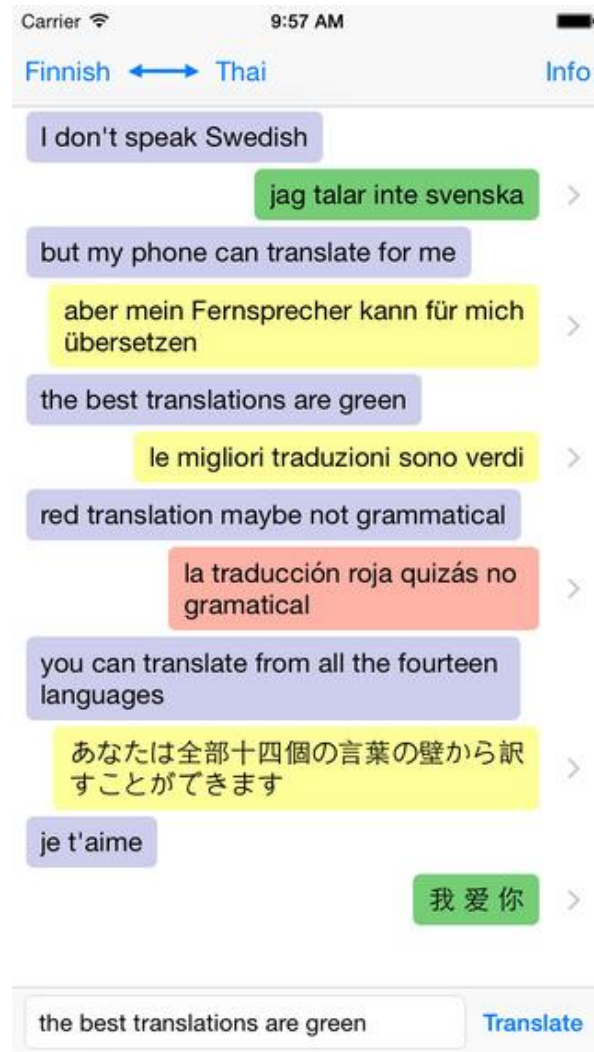 Carrier 9:57 AM
Finnish ⟷ Thai Info
I don't speak Swedish
jag talar inte svenska
but my phone can translate for me
aber mein Fernsprecher kann für mich
übersetzen
the best translations are green
le migliori traduzioni sono verdi
red translation maybe not grammatical
la traducción roja quizás no
gramatical
you can translate from all the fourteen
languages
あなたは全部十四個の言葉の壁から訳
すことができます
je t'aime
我 爱 你
the best translations are green Translate